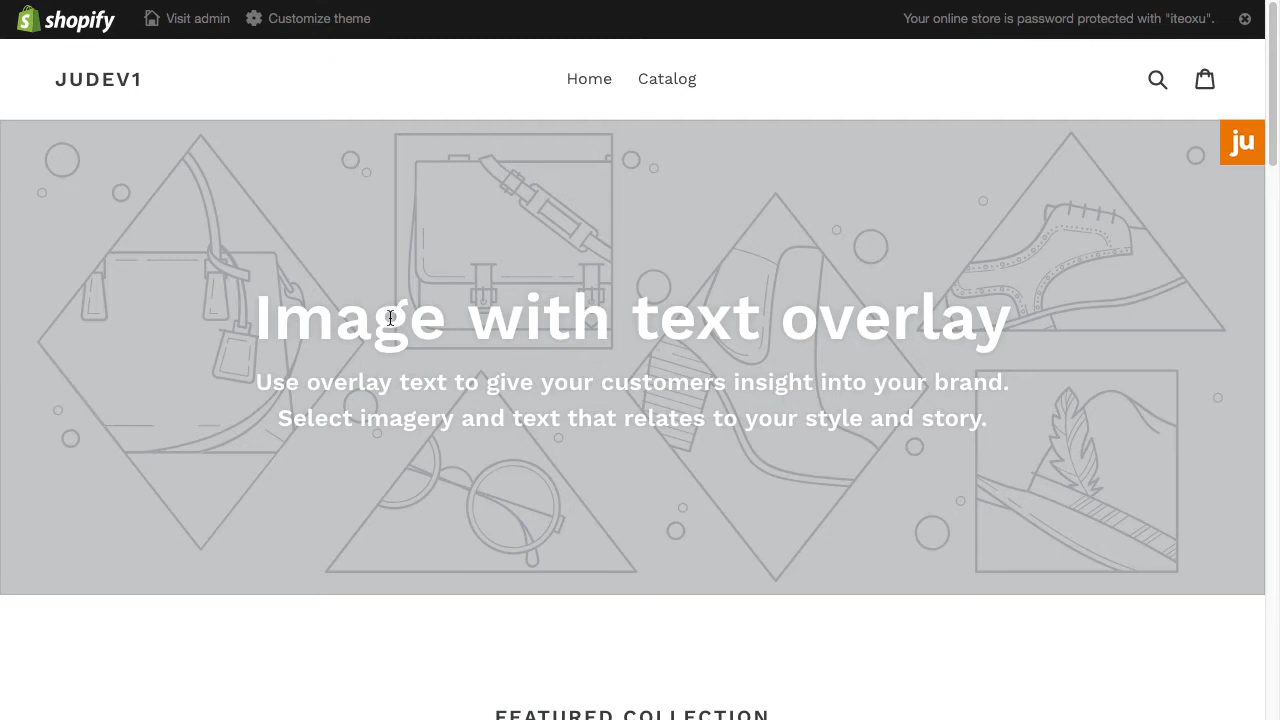 shopify Visit admin Customize theme Your online store is password protected with "iteoxu".
JUDEV1 Home Catalog
ju
Image with text overlay
Use overlay text to give your customers insight into your brand.
Select imagery and text that relates to your style and story.
FEATURED COLLECTION